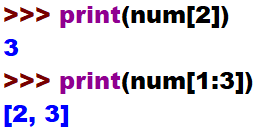 >>> print(num[2])
3
>>> print(num[1:3])
[2, 3]